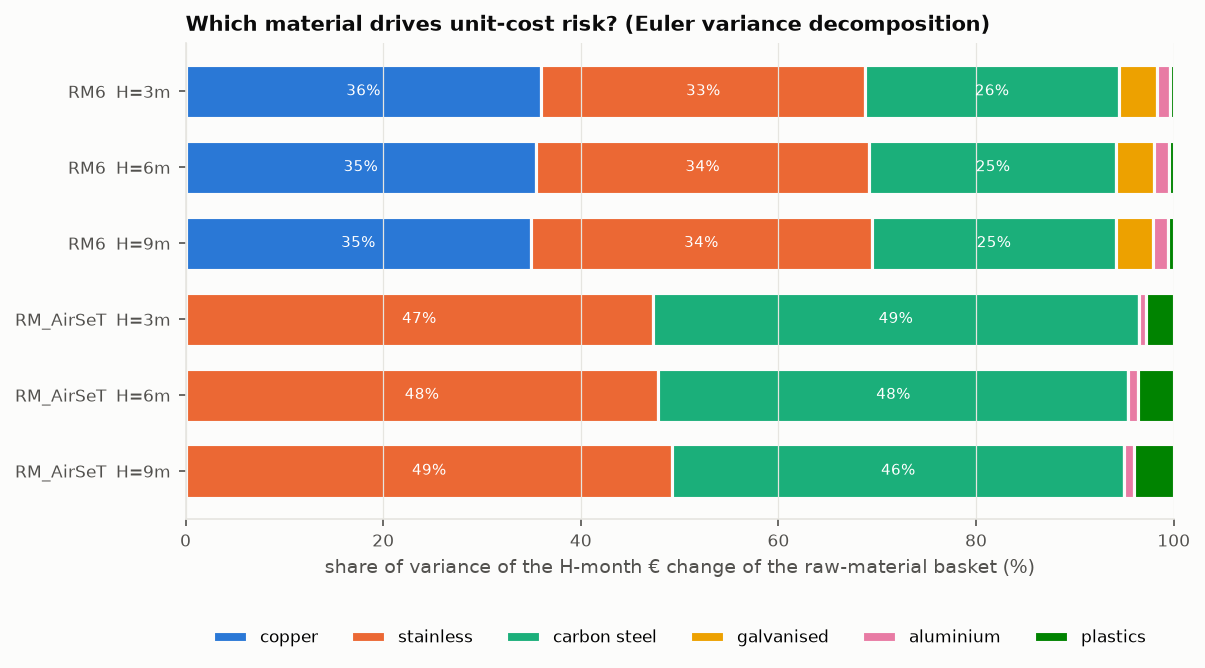 Which material drives unit-cost risk? (Euler variance decomposition)
RM6 H=3m 36% 33% 26%
RM6 H=6m 35% 34% 25%
RM6 H=9m 35% 34% 25%
RM_AirSeT H=3m 47% 49%
RM_AirSeT H=6m 48% 48%
RM_AirSeT H=9m 49% 46%
0 20 40 60 80 100
share of variance of the H-month € change of the raw-material basket (%)
copper stainless carbon steel galvanised aluminium plastics